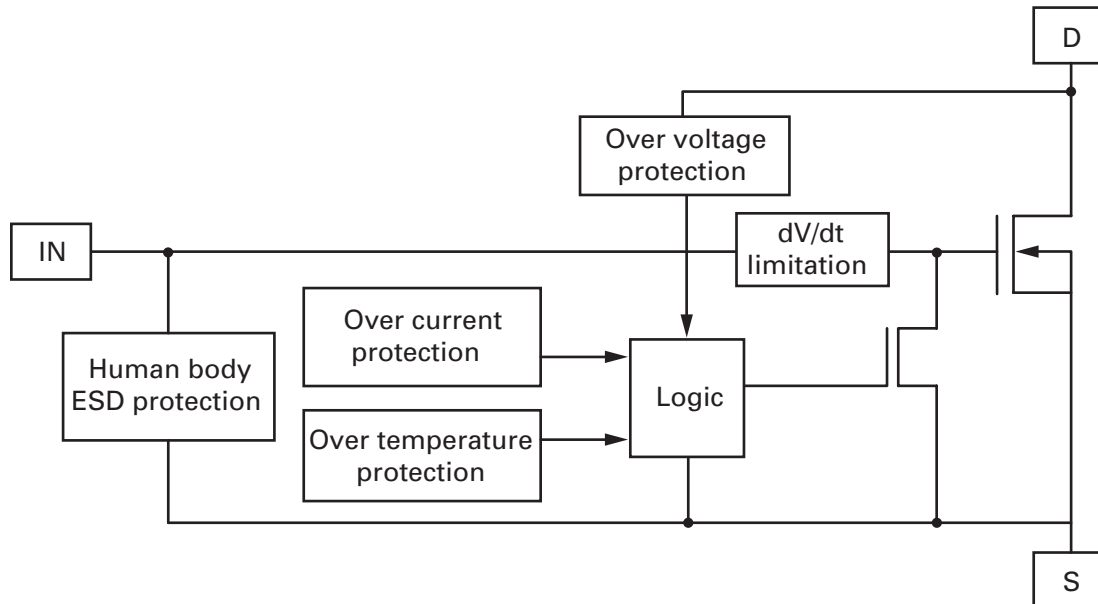 D
Over voltage
protection
IN
dV/dt
limitation
Over current
protection
Human body
ESD protection
Logic
Over temperature
protection
S